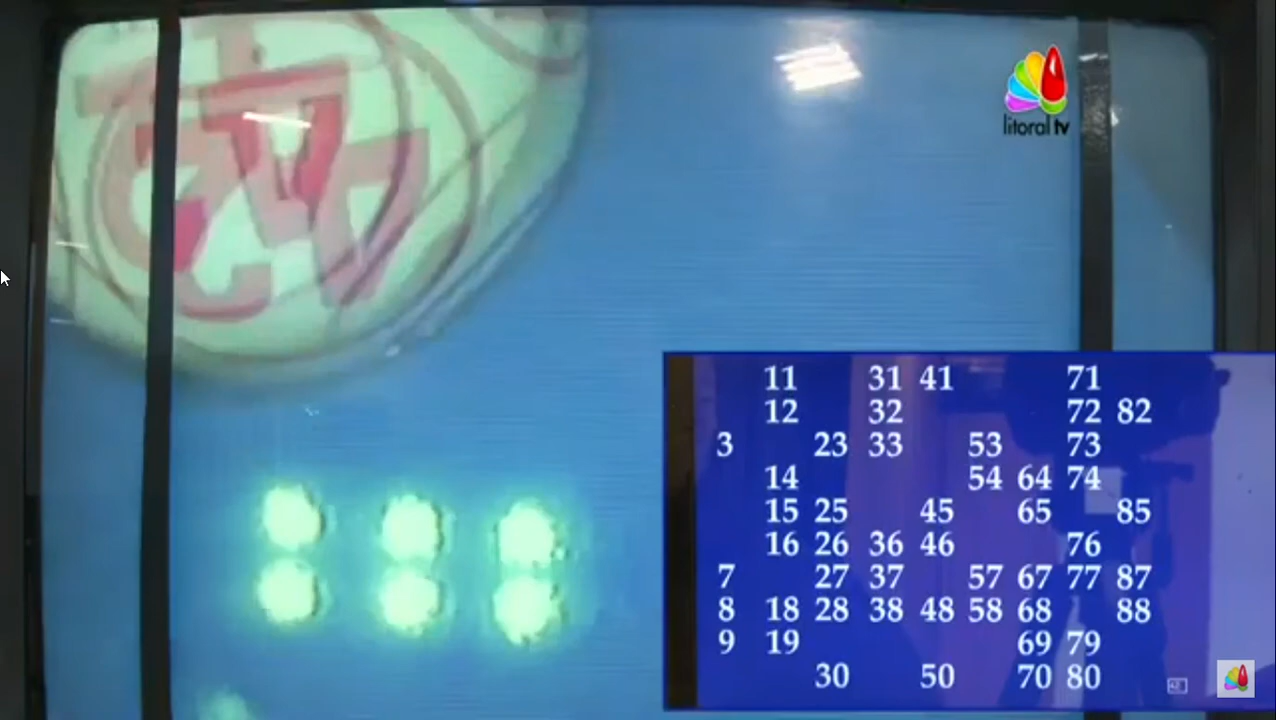 litoral tv
11 31 41 71
12 32 72 82
3 23 33 53 73
14 54 64 74
15 25 45 65 85
16 26 36 46 76
7 27 37 57 67 77 87
8 18 28 38 48 58 68 88
9 19 69 79
30 50 70 80